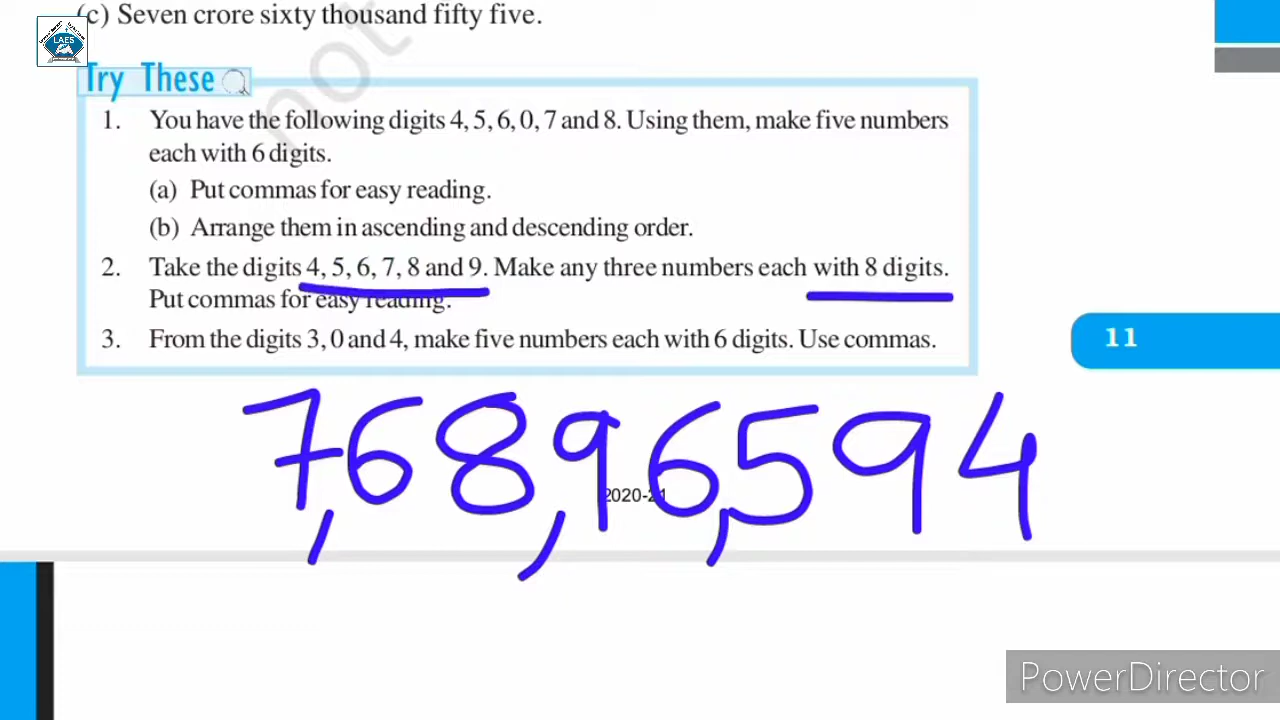 (c) Seven crore sixty thousand fifty five.
LAES
not
Try These
1. You have the following digits 4, 5, 6, 0, 7 and 8. Using them, make five numbers
each with 6 digits.
(a) Put commas for easy reading.
(b) Arrange them in ascending and descending order.
2. Take the digits 4, 5, 6, 7, 8 and 9. Make any three numbers each with 8 digits.
Put commas for easy reading.
3. From the digits 3, 0 and 4, make five numbers each with 6 digits. Use commas.
11
7,68,96,594
2020-21
PowerDirector